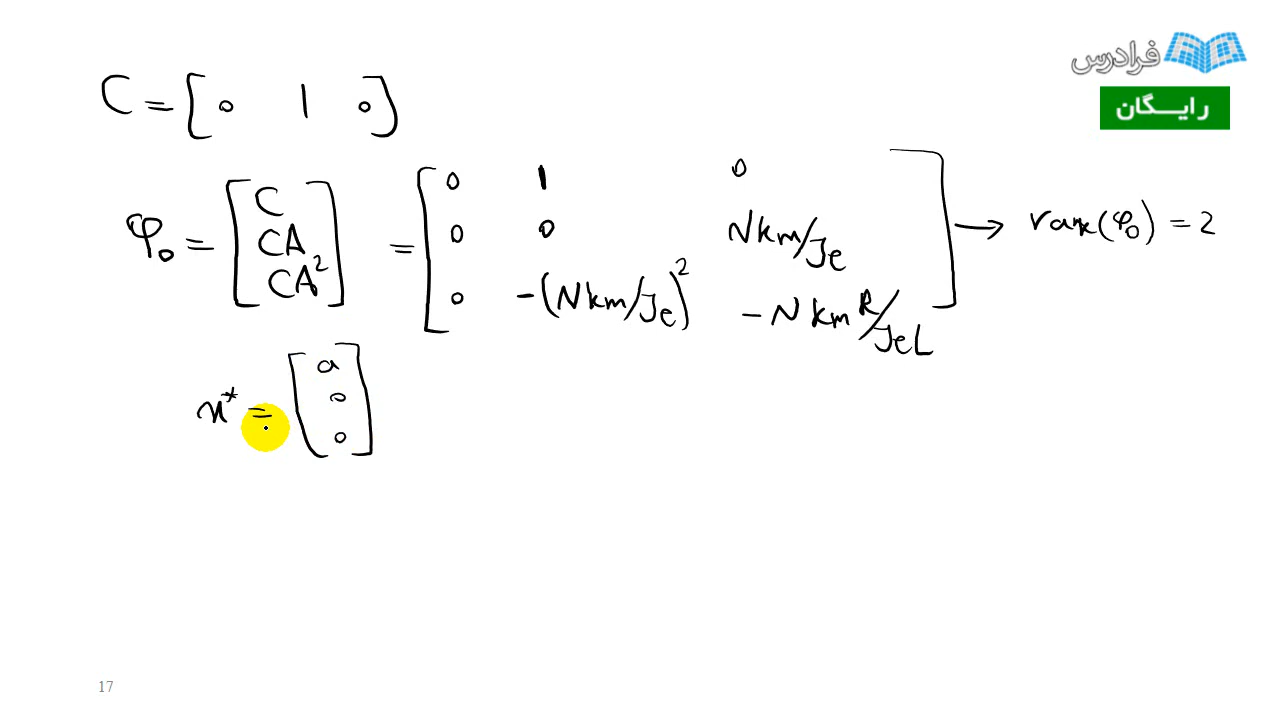 فرادرس
رایگان
C = [0 1 0]
φ₀ = [C CA CA²] = [0 1 0
0 0 Nkm/Je
0 -(Nkm/Je)² -NkmR/JeL] → rank(φ₀) = 2
x* = [a 0 0]
17